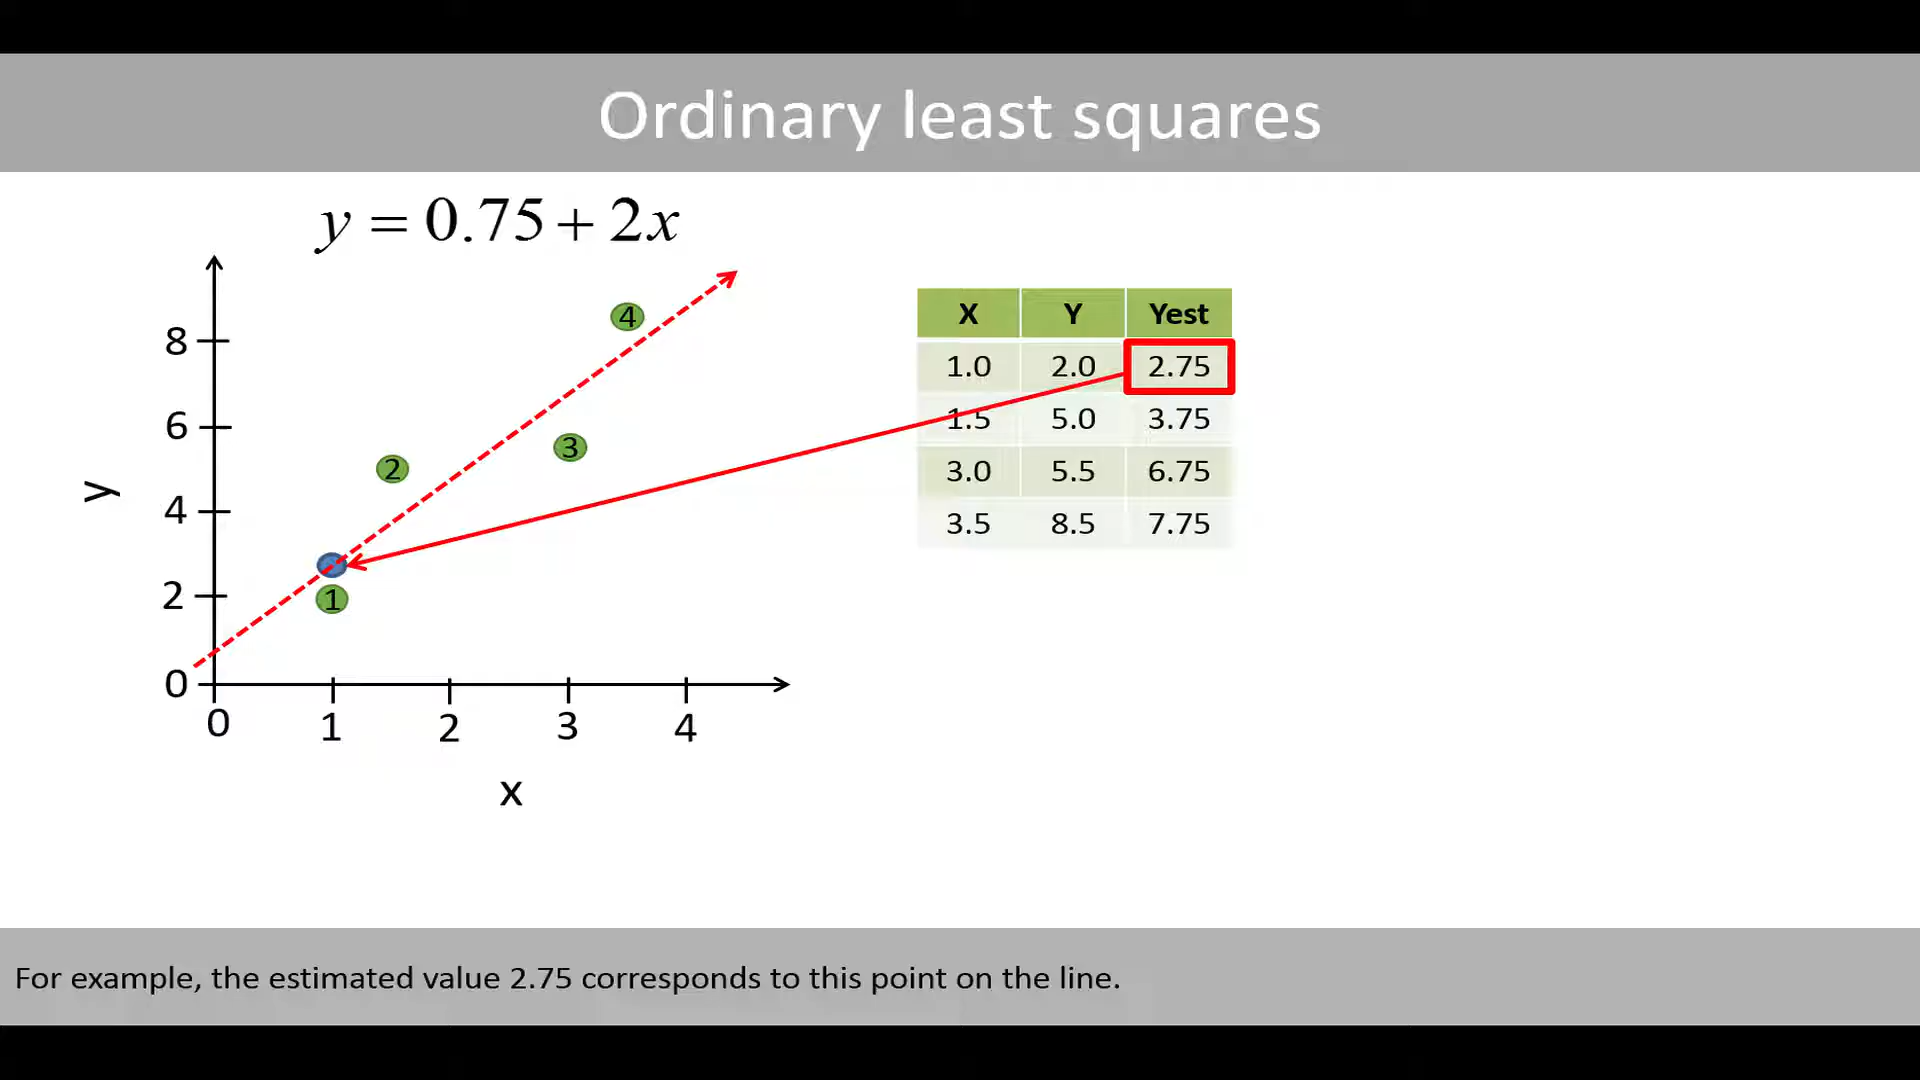 Ordinary least squares
y = 0.75 + 2x
8
6
4
2
0
y
4
3
2
1
0
1
2
3
4
x
X Y Yest
1.0 2.0 2.75
1.5 5.0 3.75
3.0 5.5 6.75
3.5 8.5 7.75
For example, the estimated value 2.75 corresponds to this point on the line.